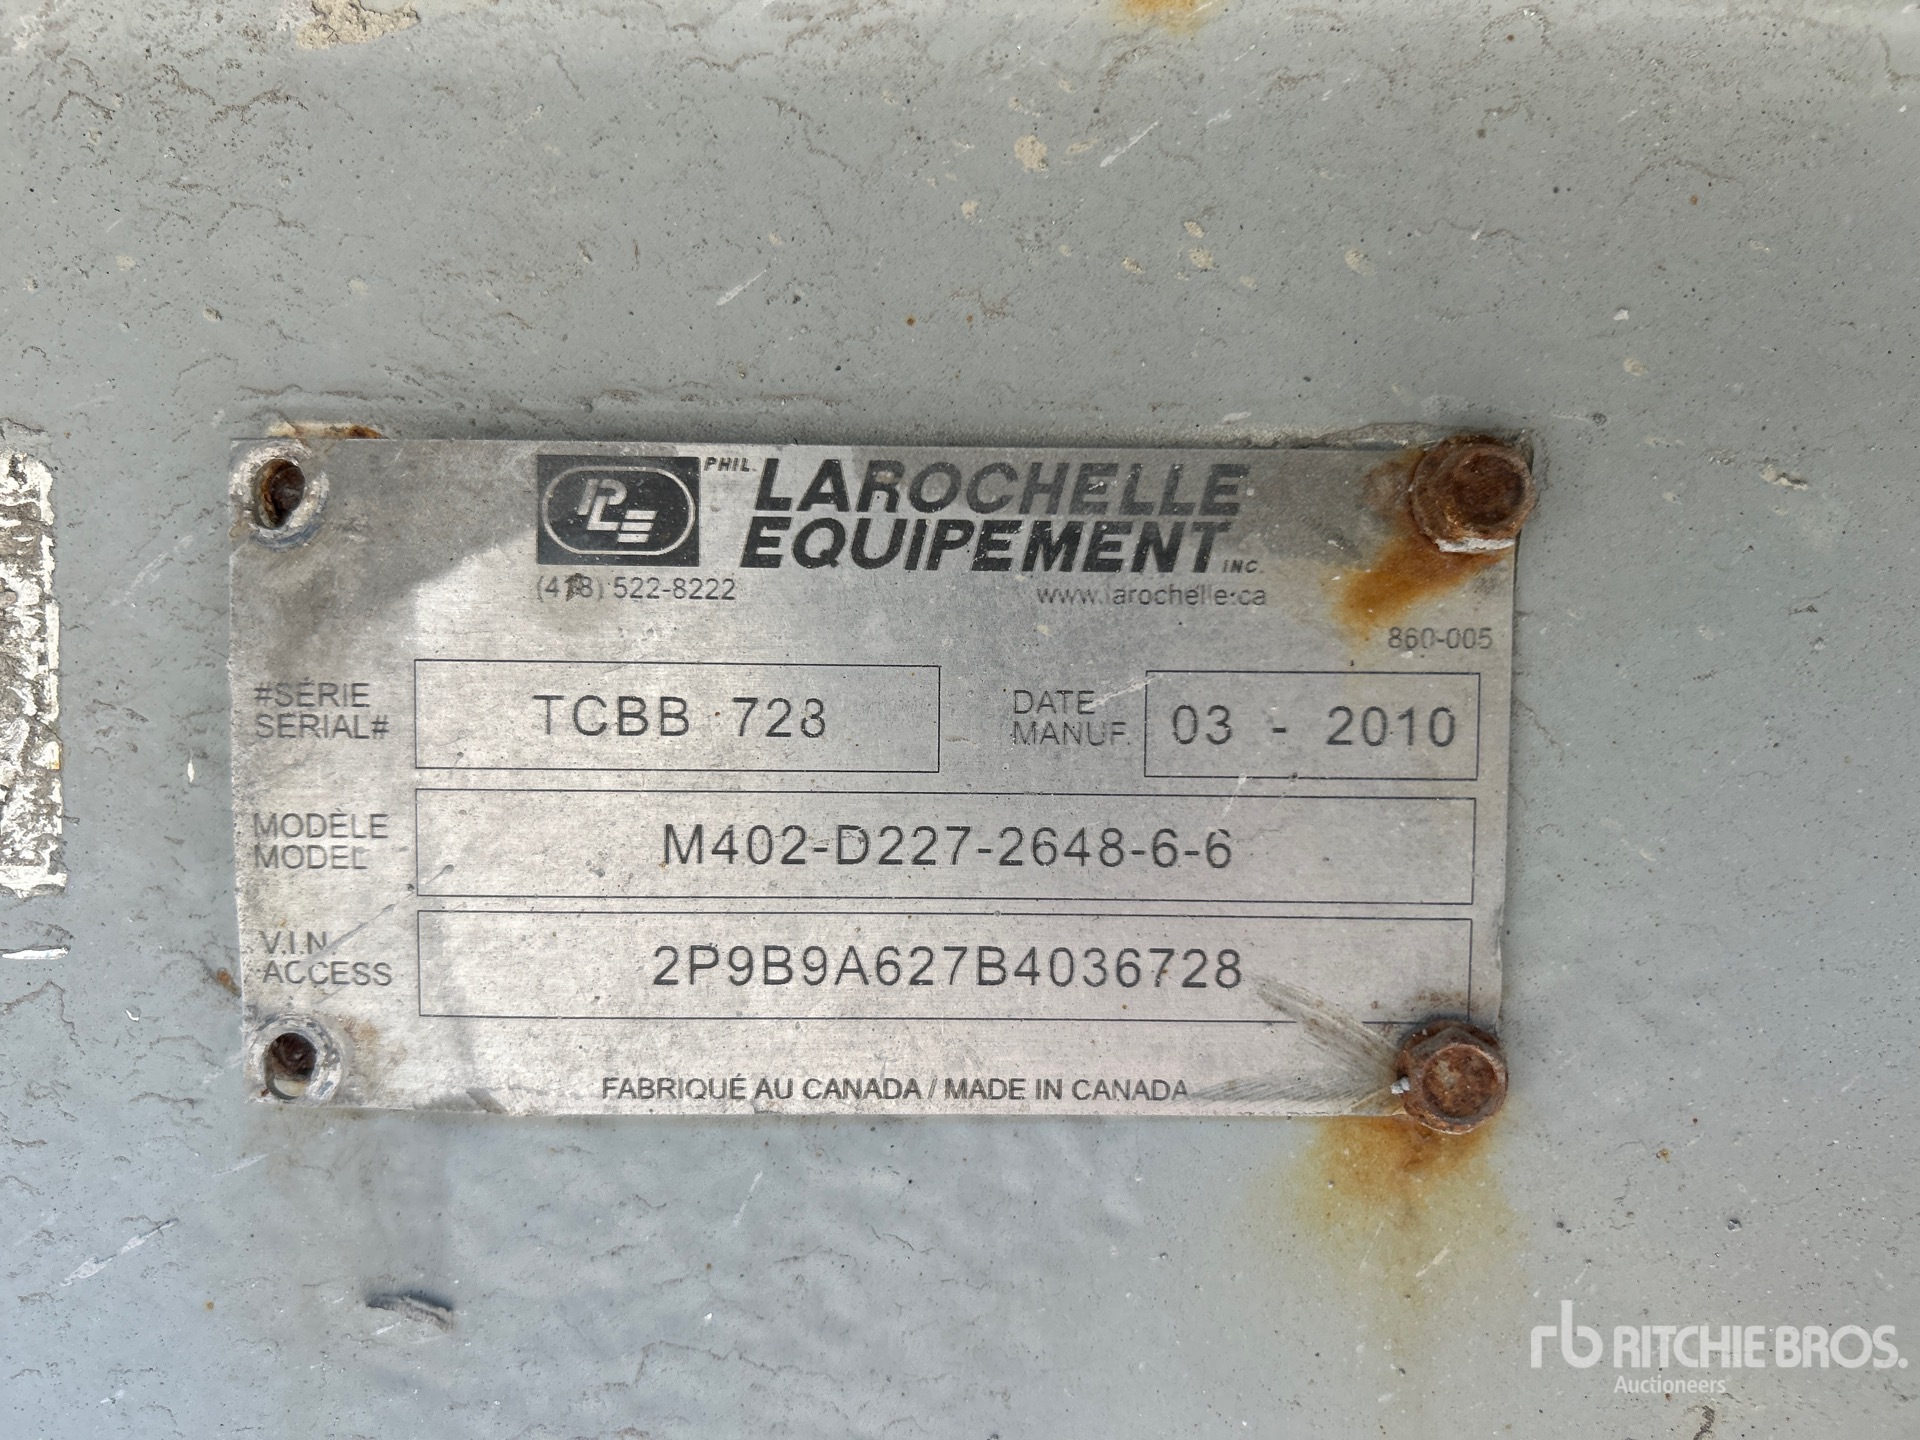 PLE
PHIL. LAROCHELLE
EQUIPEMENT INC.
(418) 522-8222
www.larochelle.ca
860-005
#SÉRIE
SERIAL#
TCBB 728
DATE
MANUF.
03 - 2010
MODÈLE
MODEL
M402-D227-2648-6-6
V.I.N
ACCESS
2P9B9A627B4036728
FABRIQUÉ AU CANADA / MADE IN CANADA
rb RITCHIE BROS.
Auctioneers